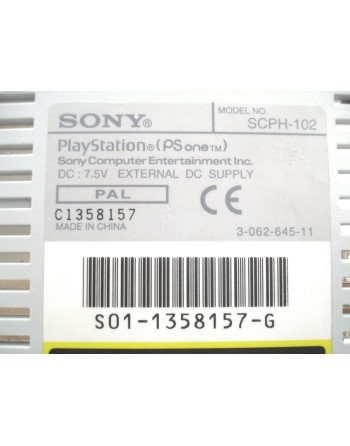 SONY®
MODEL NO.
SCPH-102
PlayStation®(PS one™)
Sony Computer Entertainment Inc.
DC : 7.5V EXTERNAL DC SUPPLY
PAL
CE
C1358157
MADE IN CHINA
3-062-645-11
S01-1358157-G